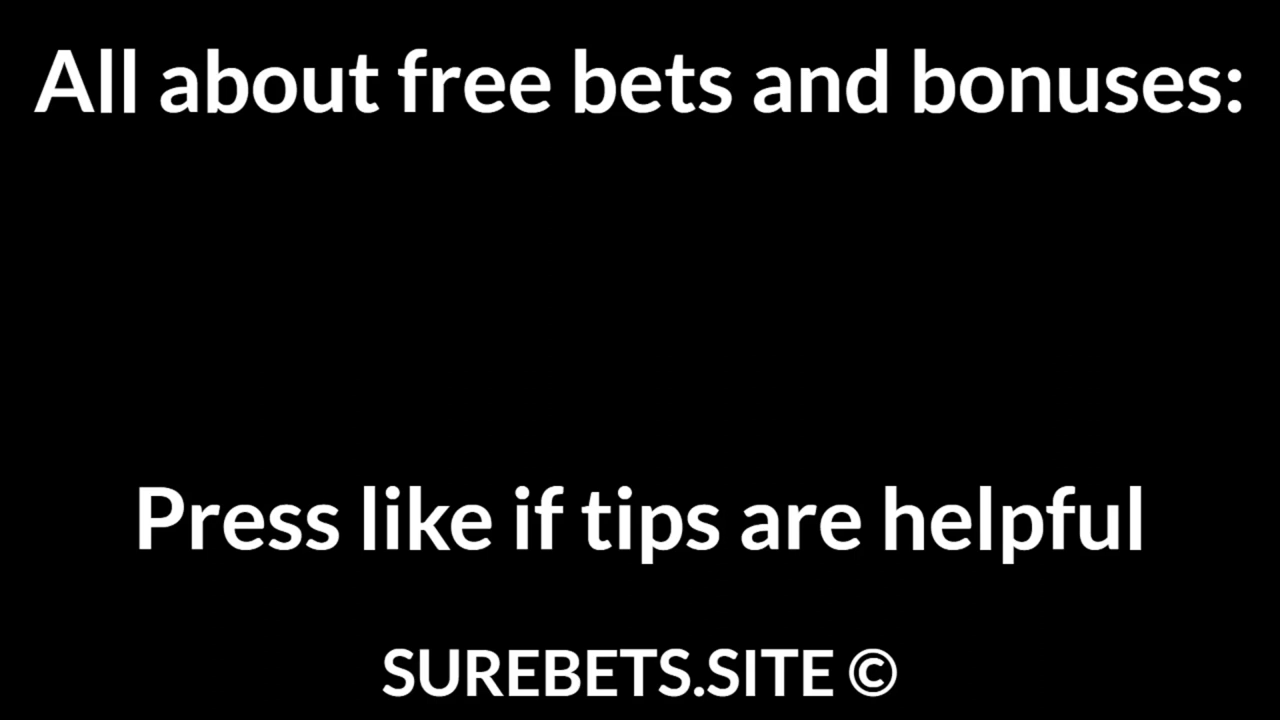 All about free bets and bonuses:
Press like if tips are helpful
SUREBETS.SITE ©